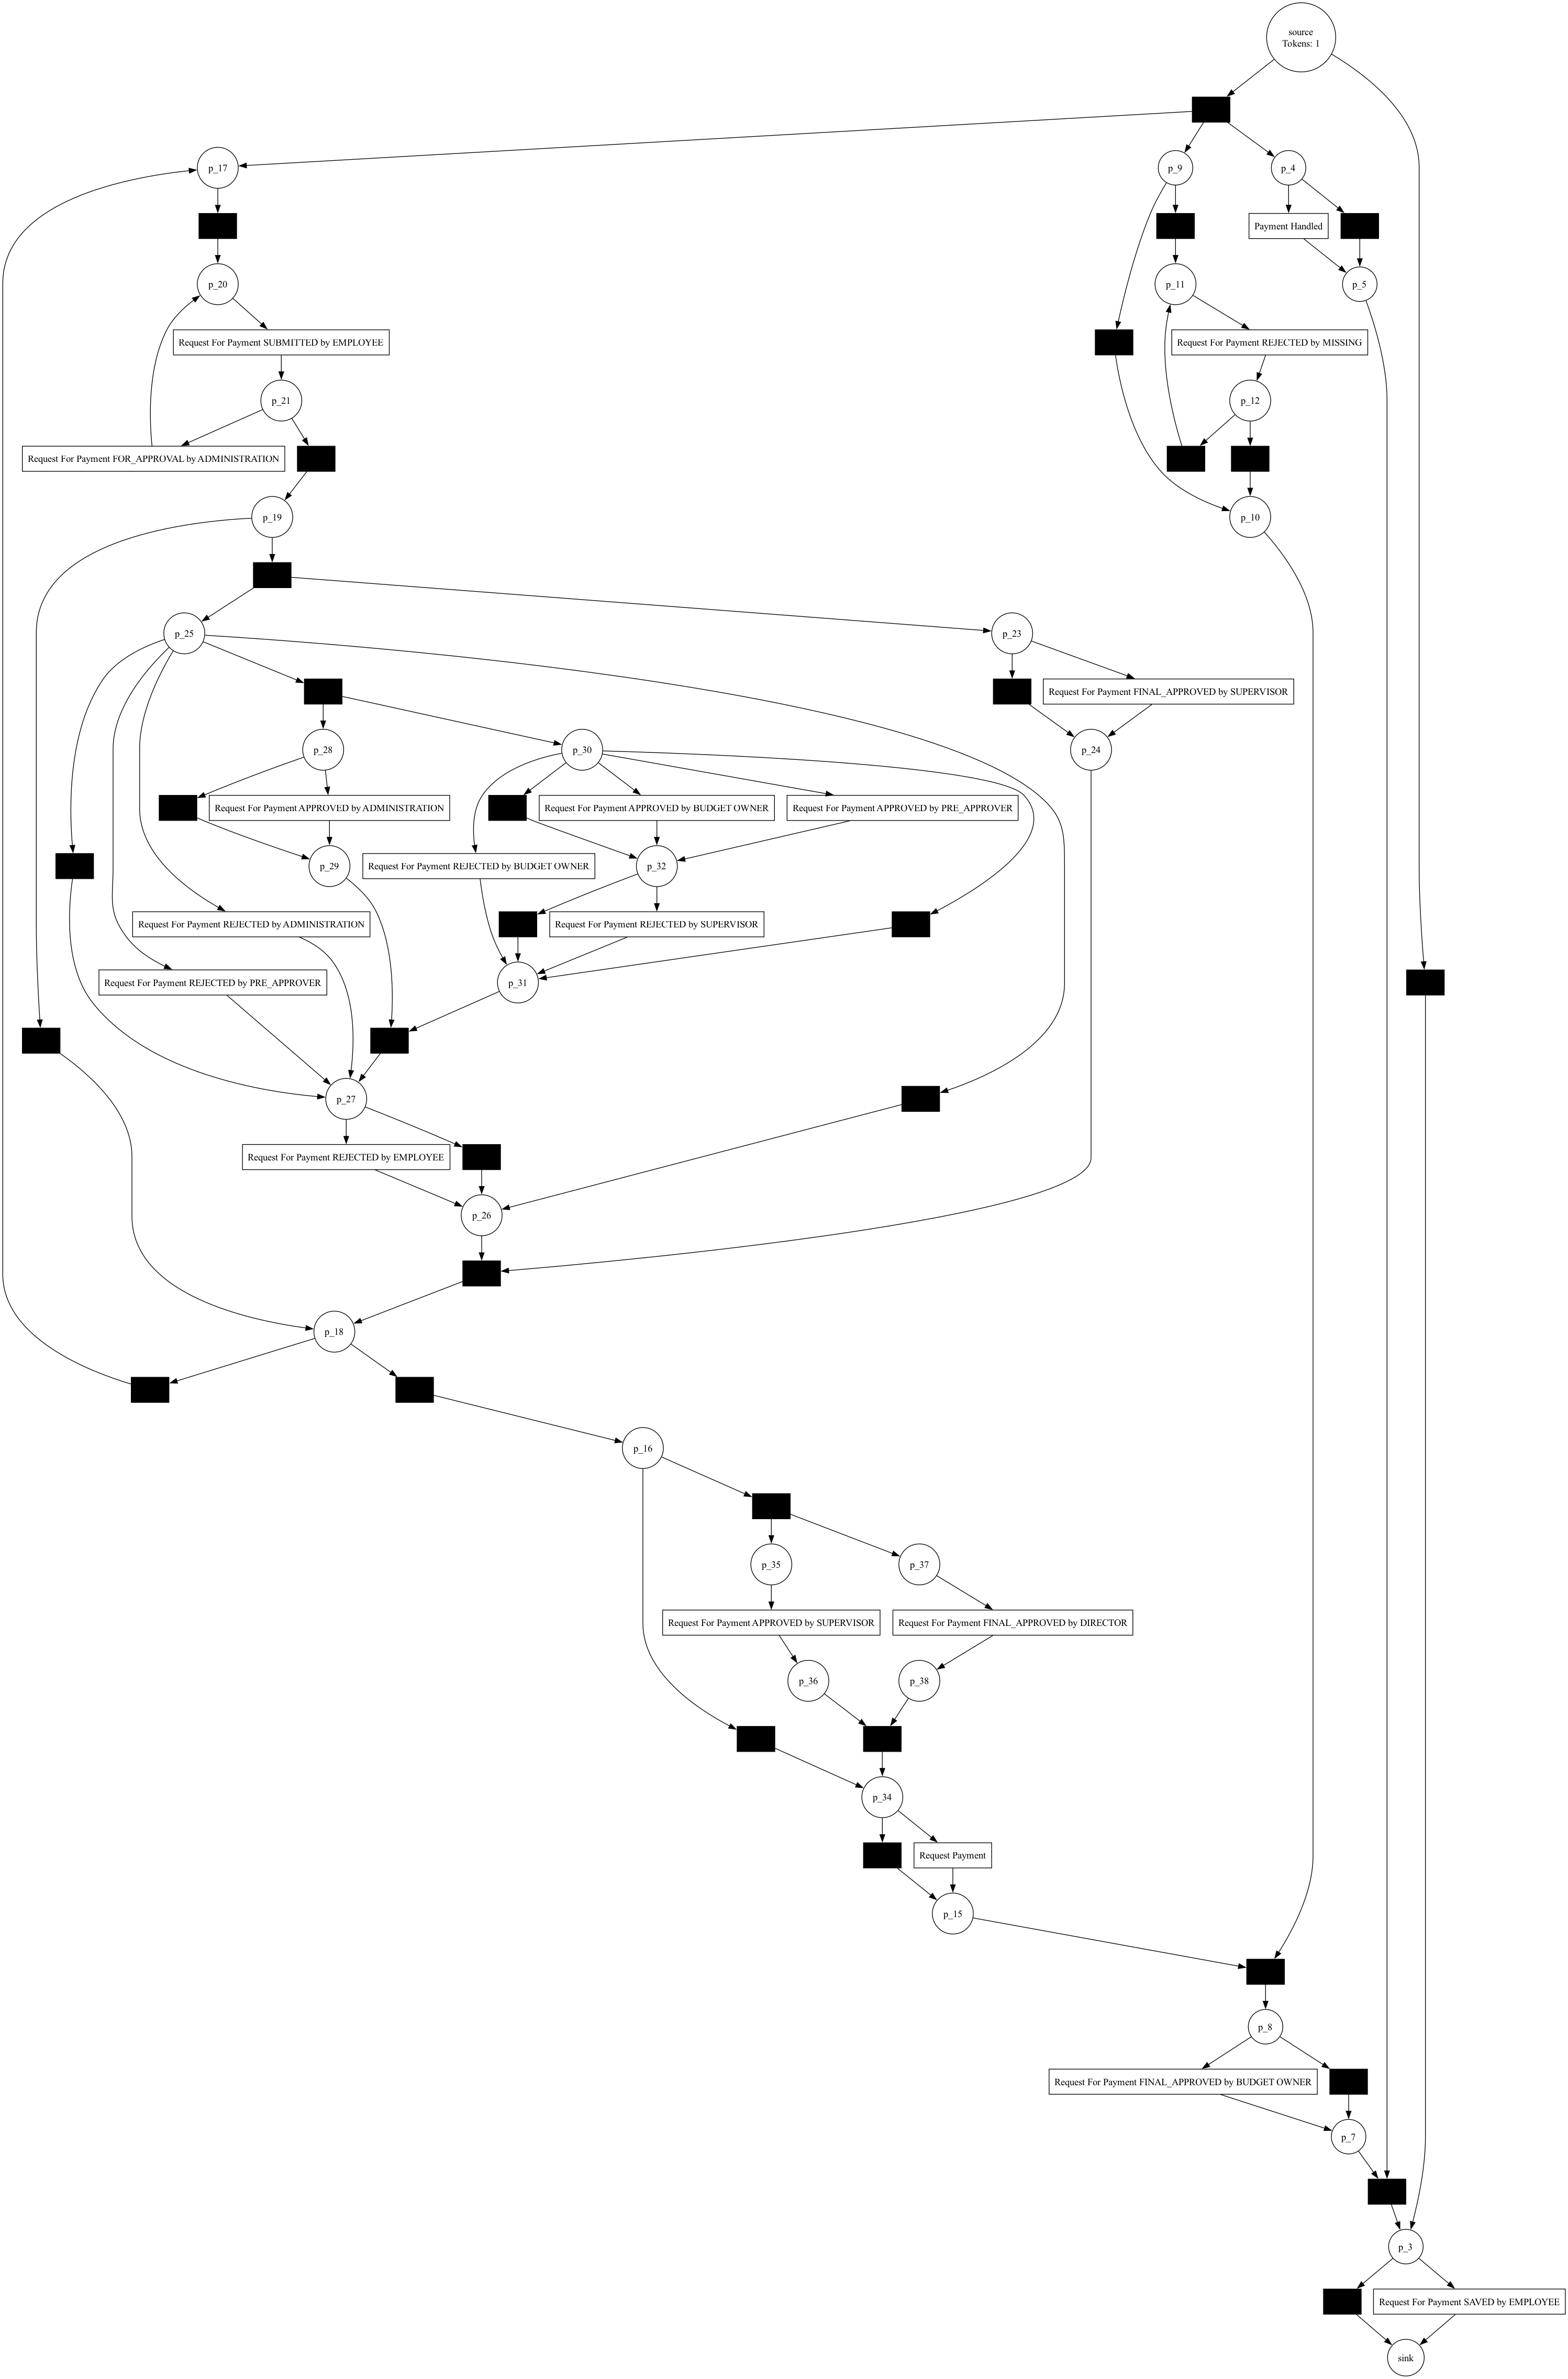 source
Tokens: 1
p_17
p_9
p_4
Payment Handled
p_20
p_11
p_5
Request For Payment SUBMITTED by EMPLOYEE
Request For Payment REJECTED by MISSING
p_21
p_12
Request For Payment FOR_APPROVAL by ADMINISTRATION
p_19
p_10
p_25
p_23
Request For Payment FINAL_APPROVED by SUPERVISOR
p_28
p_30
p_24
Request For Payment APPROVED by ADMINISTRATION
Request For Payment APPROVED by BUDGET OWNER
Request For Payment APPROVED by PRE_APPROVER
p_29
Request For Payment REJECTED by BUDGET OWNER
p_32
Request For Payment REJECTED by ADMINISTRATION
Request For Payment REJECTED by SUPERVISOR
Request For Payment REJECTED by PRE_APPROVER
p_31
p_27
Request For Payment REJECTED by EMPLOYEE
p_26
p_18
p_16
p_35
p_37
Request For Payment APPROVED by SUPERVISOR
Request For Payment FINAL_APPROVED by DIRECTOR
p_36
p_38
p_34
Request Payment
p_15
p_8
Request For Payment FINAL_APPROVED by BUDGET OWNER
p_7
p_3
Request For Payment SAVED by EMPLOYEE
sink